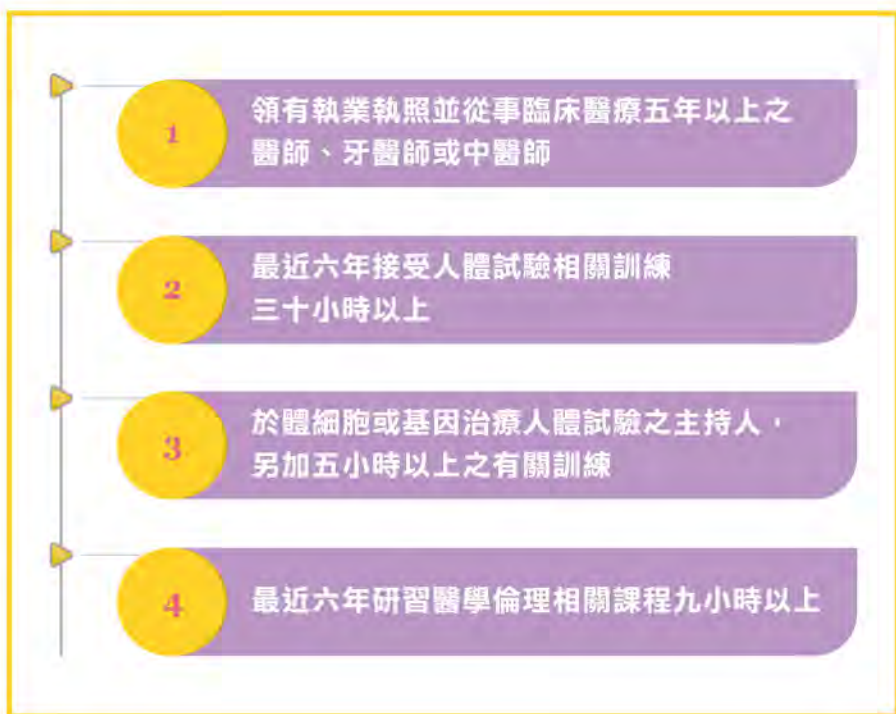 1
領有執業執照並從事臨床醫療五年以上之
醫師、牙醫師或中醫師
2
最近六年接受人體試驗相關訓練
三十小時以上
3
於體細胞或基因治療人體試驗之主持人，
另加五小時以上之有關訓練
4
最近六年研習醫學倫理相關課程九小時以上